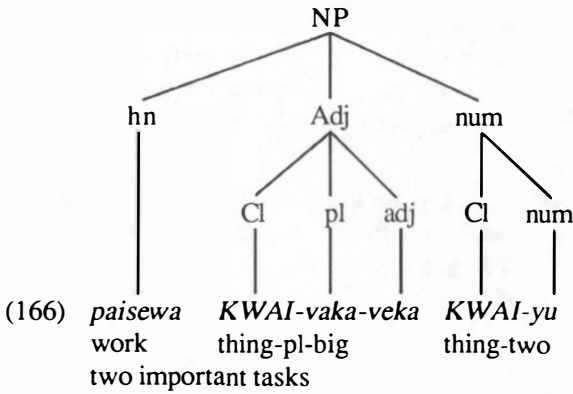 NP
hn Adj num
Cl pl adj Cl num
(166) paisewa KWAI-vaka-veka KWAI-yu
work thing-pl-big thing-two
two important tasks